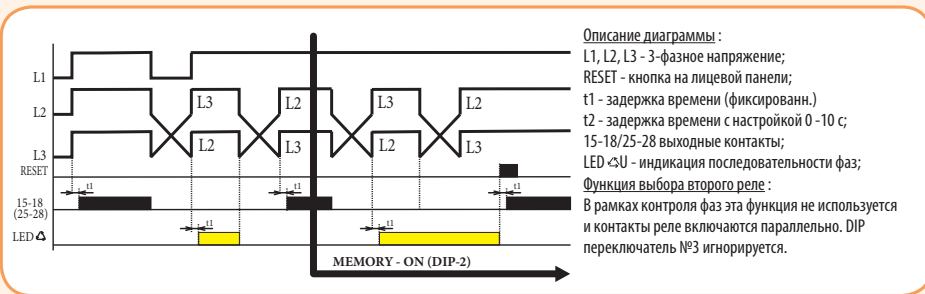 L1
L2
L3
RESET
15-18
(25-28)
LED
L3
L2
L2
L3
L3
L2
L2
L3
t1
t1
t1
t1
t1
MEMORY - ON (DIP-2)
Описание диаграммы :
L1, L2, L3 - 3-фазное напряжение;
RESET - кнопка на лицевой панели;
t1 - задержка времени (фиксированн.)
t2 - задержка времени с настройкой 0 -10 с;
15-18/25-28 выходные контакты;
LED U - индикация последовательности фаз;
Функция выбора второго реле :
В рамках контроля фаз эта функция не используется
и контакты реле включаются параллельно. DIP
переключатель №3 игнорируется.